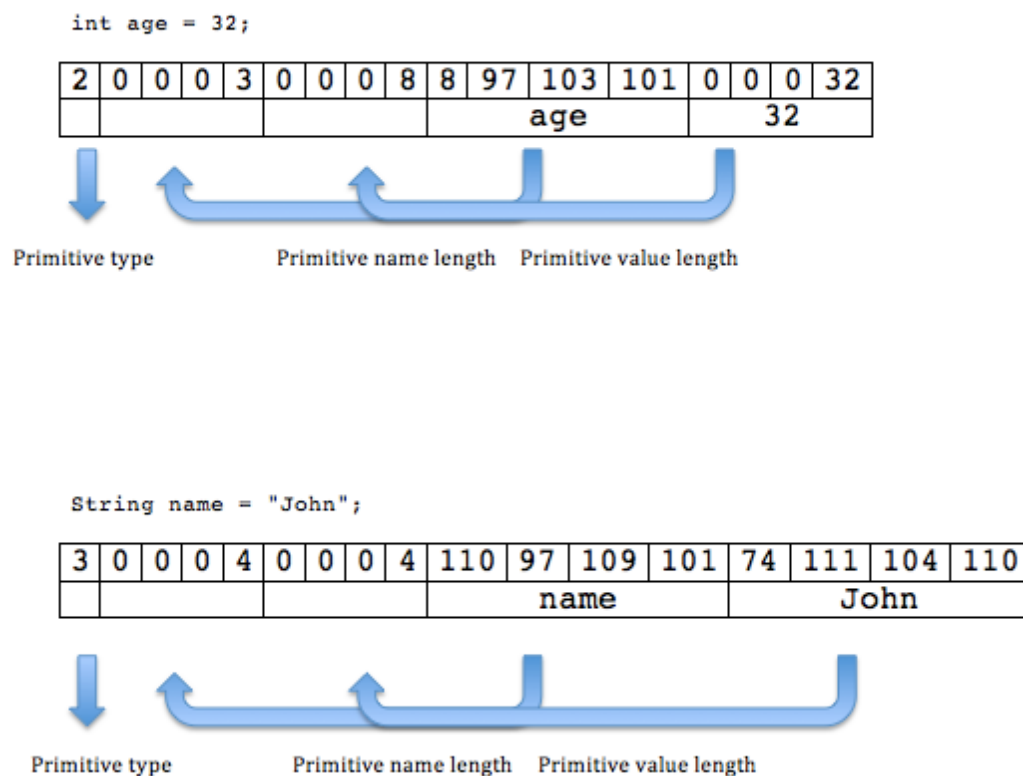 int age = 32;
2 0 0 0 3 0 0 0 8 8 97 103 101 0 0 0 32
age 32
Primitive type Primitive name length Primitive value length
String name = "John";
3 0 0 0 4 0 0 0 4 110 97 109 101 74 111 104 110
name John
Primitive type Primitive name length Primitive value length